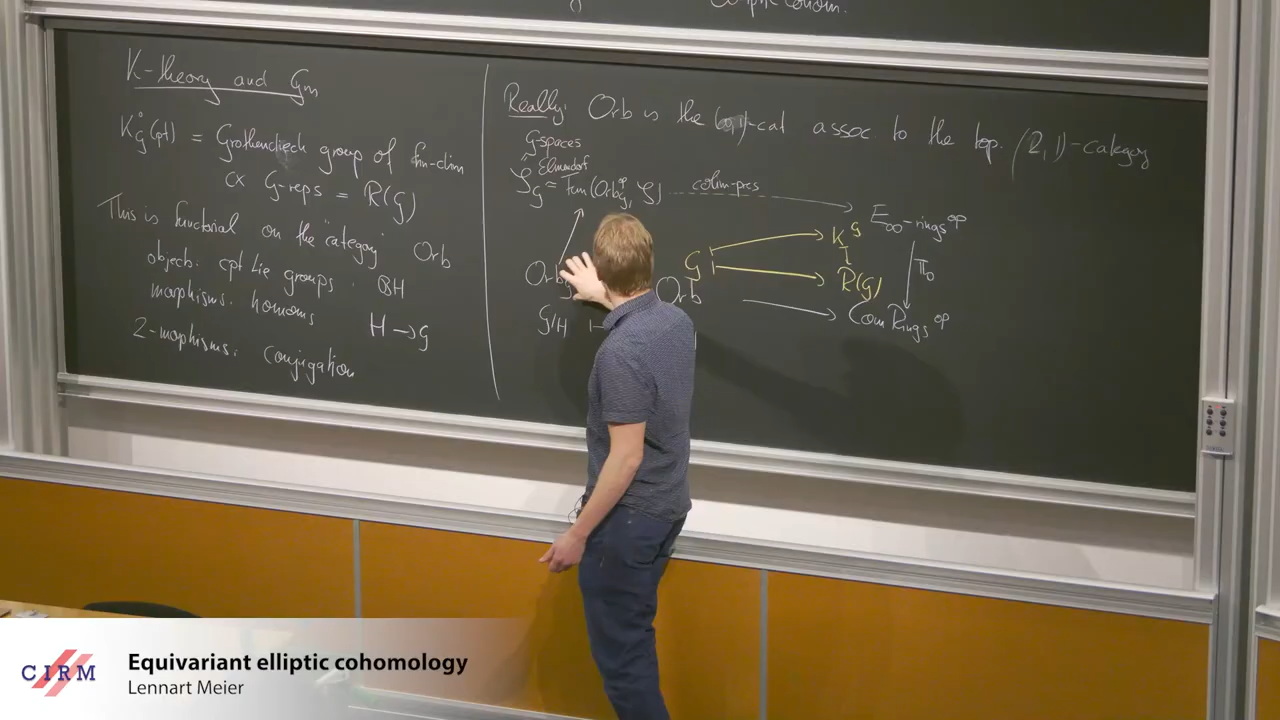 K-theory and Gm
K°_G(pt) = Grothendieck group of fin-dim
cx G-reps = R(G)
This is functorial on the "category" Orb
objects: cpt Lie groups. BH
morphisms: homoms H → G
2-morphisms: conjugation
Really: Orb is the -cat assoc to the top. (2,1)-category
G-spaces
Elmendorf
S_G = Fun(Orb_G^op, S) colim-pres
E∞-rings^op
G K^G
π₀
R(G)
Orb Orb Com Rings^op
G/H
CIRM
Equivariant elliptic cohomology
Lennart Meier